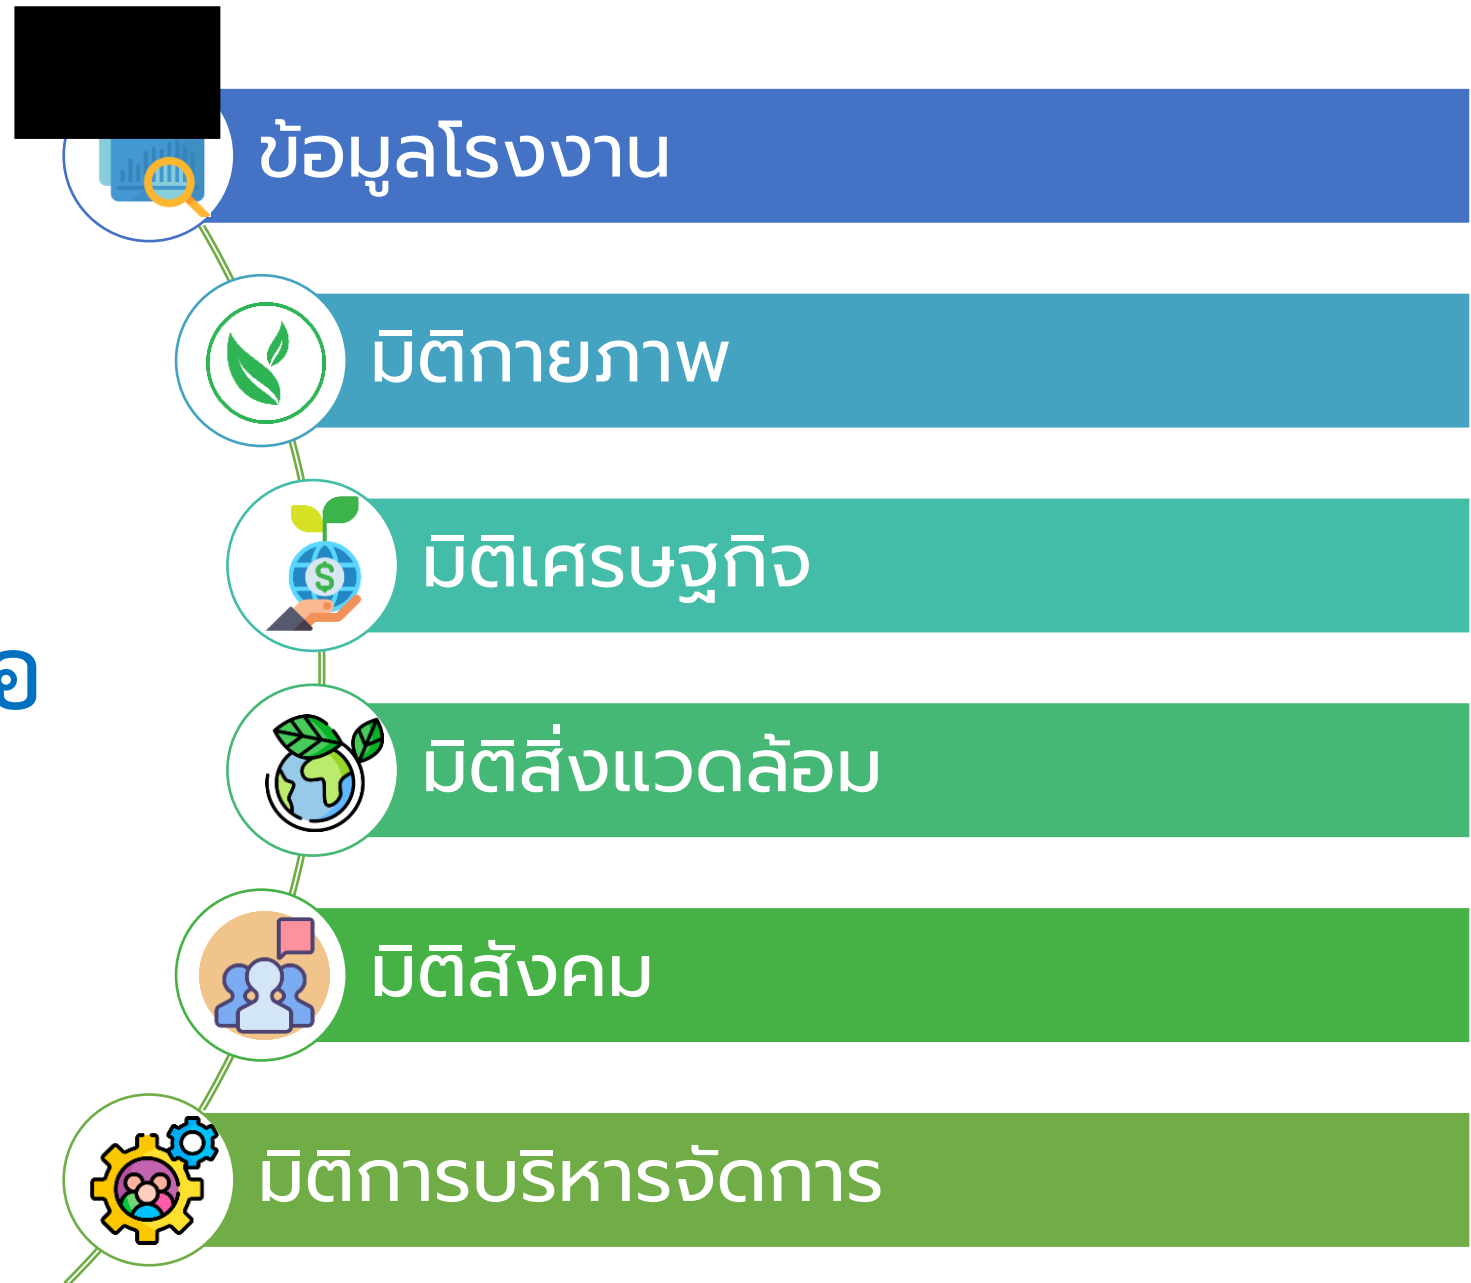 ข้อมูลโรงงาน
มิติกายภาพ
มิติเศรษฐกิจ
มิติสิ่งแวดล้อม
มิติสังคม
มิติการบริหารจัดการ